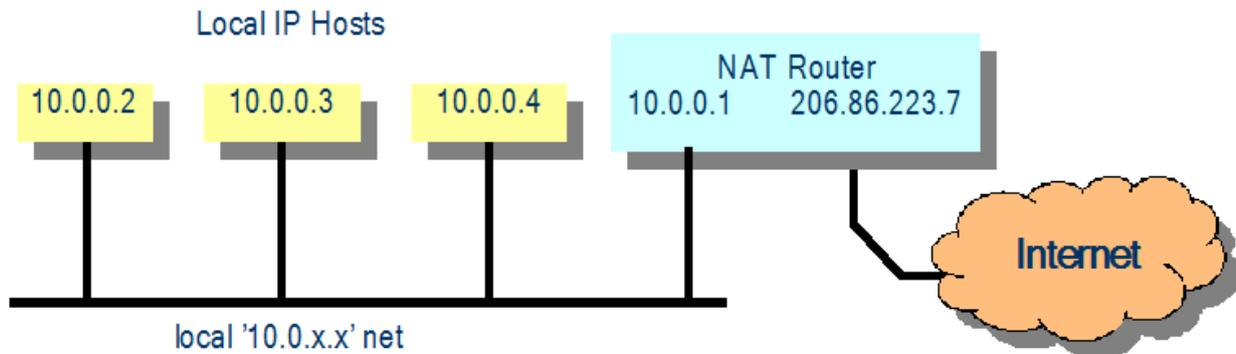 Local IP Hosts
10.0.0.2
10.0.0.3
10.0.0.4
NAT Router
10.0.0.1 206.86.223.7
Internet
local '10.0.x.x' net